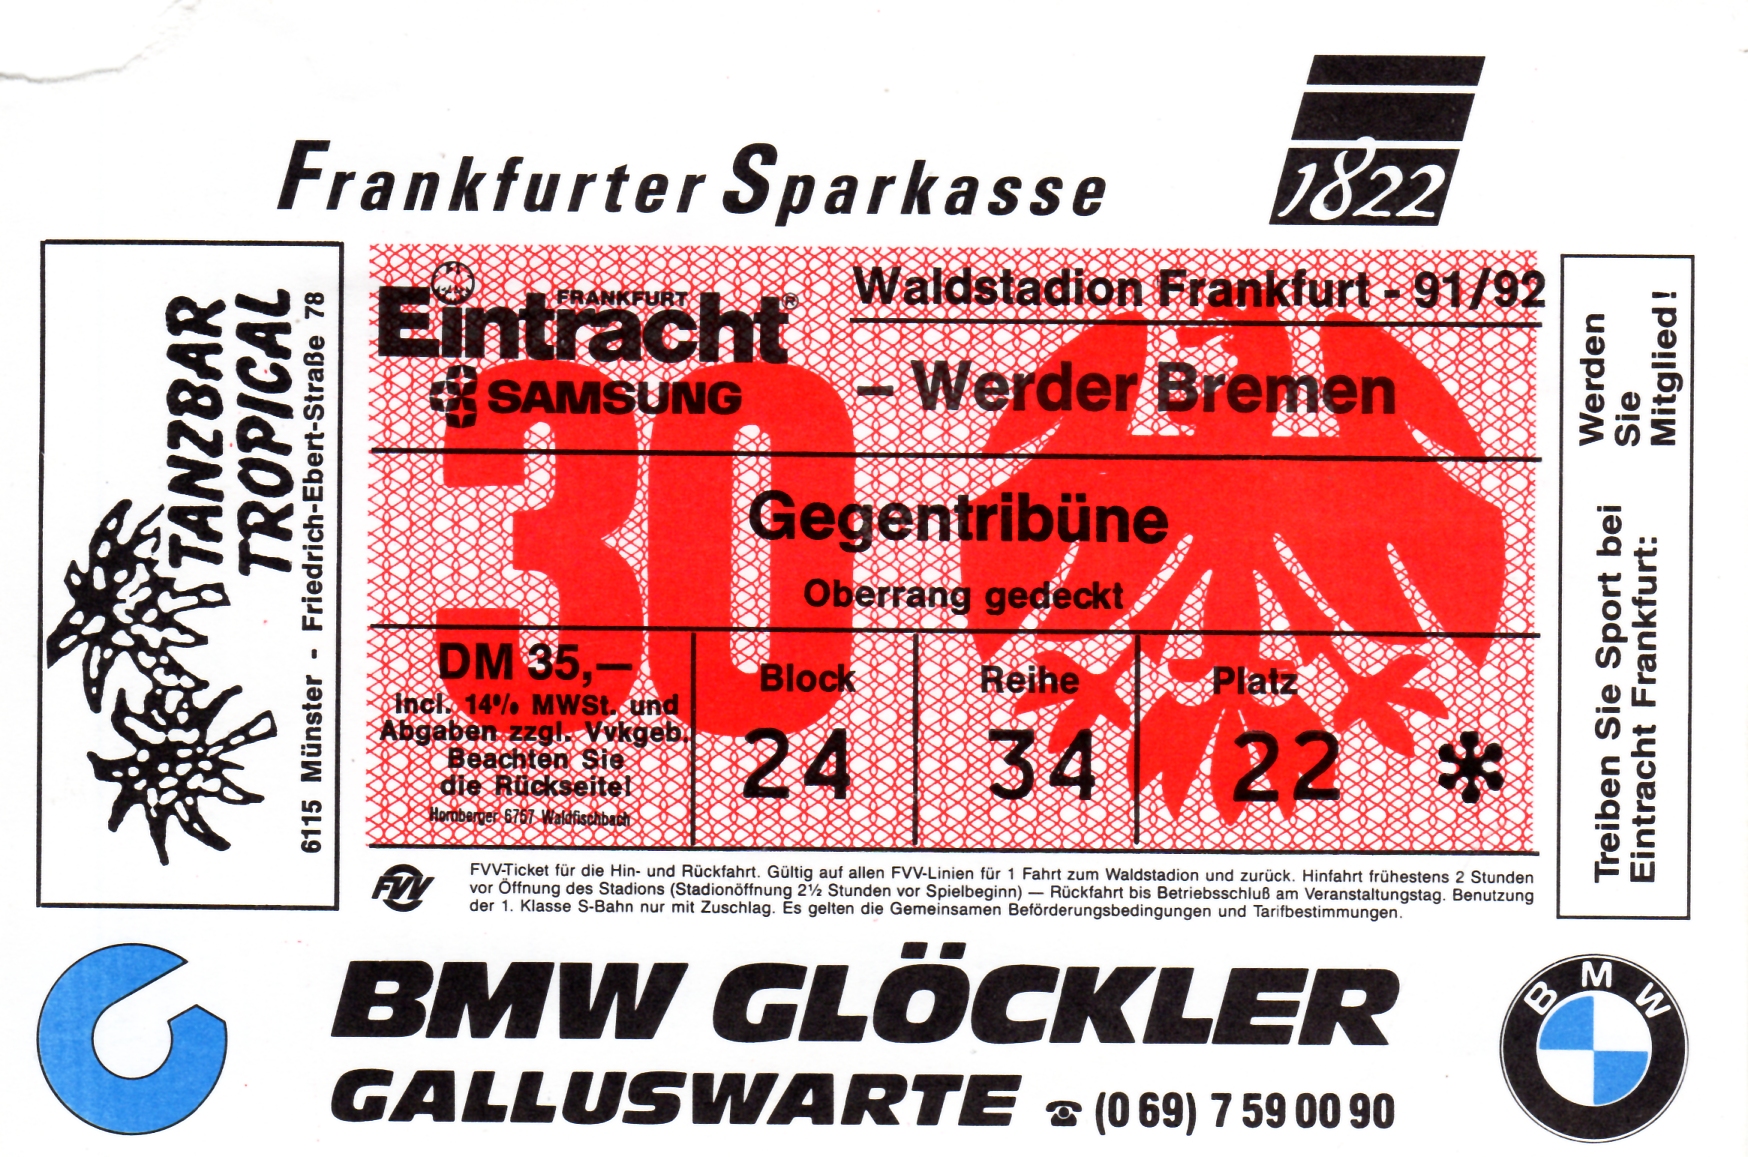 Frankfurter Sparkasse
1822
TANZBAR
TROPICAL
6115 Münster - Friedrich-Ebert-Straße 78
FRANKFURT
Eintracht®
SAMSUNG
30
Waldstadion Frankfurt - 91/92
– Werder Bremen
Gegentribüne
Oberrang gedeckt
DM 35,—
incl. 14% MWSt. und
Abgaben zzgl. Vvkgeb.
Beachten Sie
die Rückseite!
Hornberger 6757 Waldfischbach
Block
24
Reihe
34
Platz
22 *
Treiben Sie Sport bei Werden
Eintracht Frankfurt: Sie
Mitglied!
FVV
FVV-Ticket für die Hin- und Rückfahrt. Gültig auf allen FVV-Linien für 1 Fahrt zum Waldstadion und zurück. Hinfahrt frühestens 2 Stunden
vor Öffnung des Stadions (Stadionöffnung 2½ Stunden vor Spielbeginn) — Rückfahrt bis Betriebsschluß am Veranstaltungstag. Benutzung
der 1. Klasse S-Bahn nur mit Zuschlag. Es gelten die Gemeinsamen Beförderungsbedingungen und Tarifbestimmungen.
BMW GLÖCKLER
GALLUSWARTE ☎ (0 69) 7 59 00 90
BMW